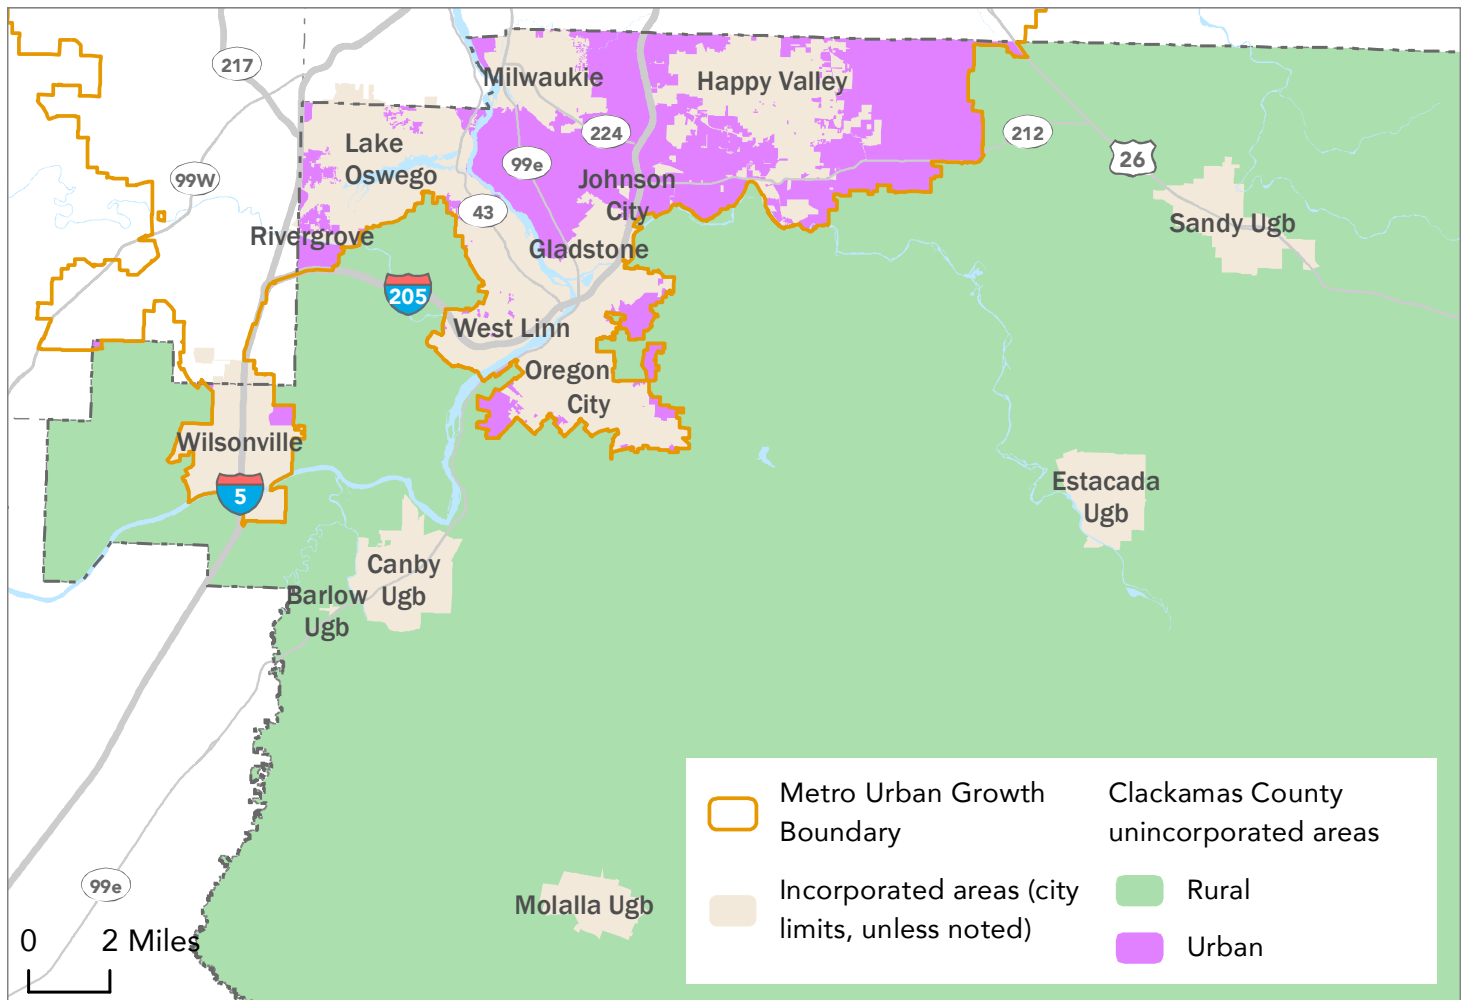 217
Milwaukie
Happy Valley
224
212
26
Lake
Oswego
99e
99W
Johnson
City
43
Sandy Ugb
Rivergrove
Gladstone
205
West Linn
Oregon
City
Wilsonville
5
Estacada
Ugb
Canby
Ugb
Barlow
Ugb
99e
Molalla Ugb
0 2 Miles
Metro Urban Growth
Boundary
Incorporated areas (city
limits, unless noted)
Clackamas County
unincorporated areas
Rural
Urban